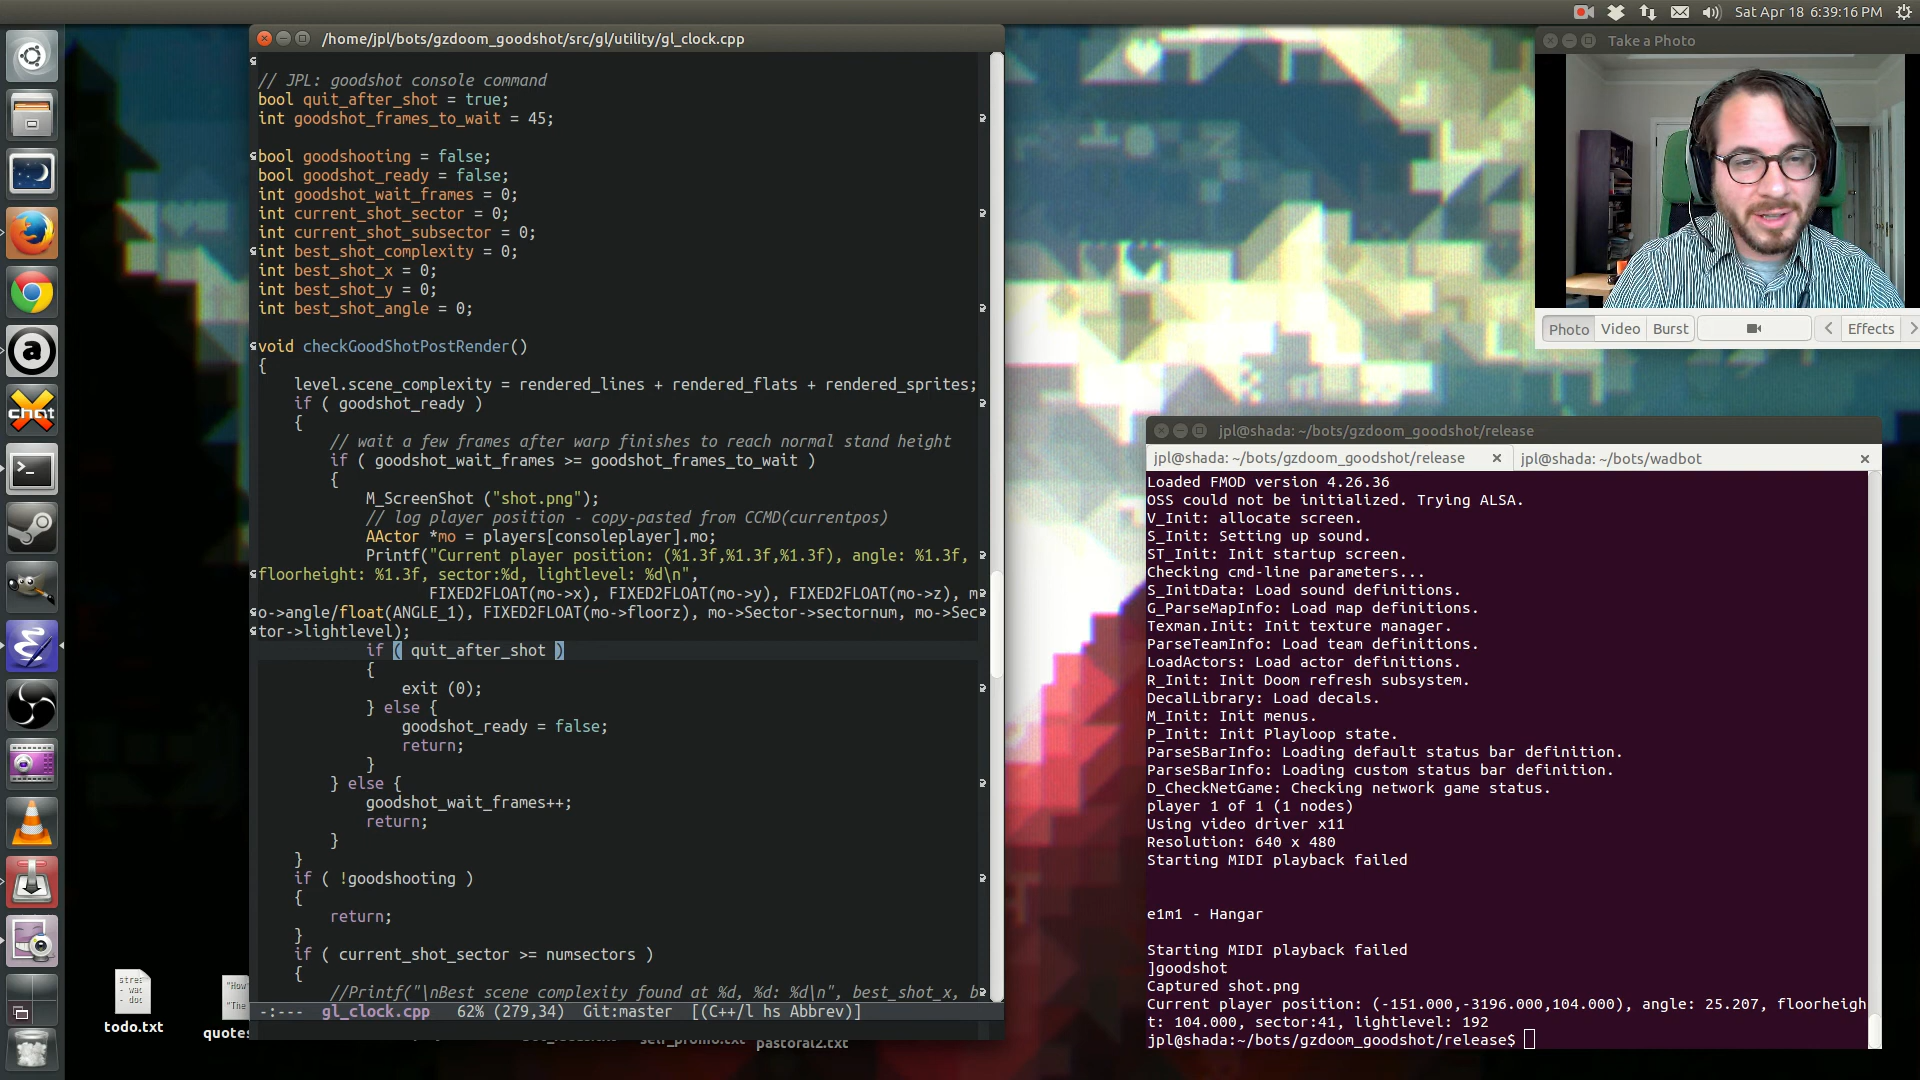 Sat Apr 18 6:39:16 PM
/home/jpl/bots/gzdoom_goodshot/src/gl/utility/gl_clock.cpp
// JPL: goodshot console command
bool quit_after_shot = true;
int goodshot_frames_to_wait = 45;
bool goodshooting = false;
bool goodshot_ready = false;
int goodshot_wait_frames = 0;
int current_shot_sector = 0;
int current_shot_subsector = 0;
int best_shot_complexity = 0;
int best_shot_x = 0;
int best_shot_y = 0;
int best_shot_angle = 0;
void checkGoodShotPostRender()
{
level.scene_complexity = rendered_lines + rendered_flats + rendered_sprites;
if ( goodshot_ready )
{
// wait a few frames after warp finishes to reach normal stand height
if ( goodshot_wait_frames >= goodshot_frames_to_wait )
{
M_ScreenShot ("shot.png");
// log player position - copy-pasted from CCMD(currentpos)
AActor *mo = players[consoleplayer].mo;
Printf("Current player position: (%1.3f,%1.3f,%1.3f), angle: %1.3f,
floorheight: %1.3f, sector:%d, lightlevel: %d\n",
FIXED2FLOAT(mo->x), FIXED2FLOAT(mo->y), FIXED2FLOAT(mo->z), m
o->angle/float(ANGLE_1), FIXED2FLOAT(mo->floorz), mo->Sector->sectornum, mo->Sec
tor->lightlevel);
if ( quit_after_shot )
{
exit (0);
} else {
goodshot_ready = false;
return;
}
} else {
goodshot_wait_frames++;
return;
}
}
if ( !goodshooting )
{
return;
}
if ( current_shot_sector >= numsectors )
{
//Printf("\nBest scene complexity found at %d, %d: %d\n", best_shot_x, b
-:--- gl_clock.cpp 62% (279,34) Git:master [(C++/l hs Abbrev)]
Take a Photo
Photo Video Burst Effects
jpl@shada: ~/bots/gzdoom_goodshot/release
jpl@shada: ~/bots/gzdoom_goodshot/release jpl@shada: ~/bots/wadbot
Loaded FMOD version 4.26.36
OSS could not be initialized. Trying ALSA.
V_Init: allocate screen.
S_Init: Setting up sound.
ST_Init: Init startup screen.
Checking cmd-line parameters...
S_InitData: Load sound definitions.
G_ParseMapInfo: Load map definitions.
Texman.Init: Init texture manager.
ParseTeamInfo: Load team definitions.
LoadActors: Load actor definitions.
R_Init: Init Doom refresh subsystem.
DecalLibrary: Load decals.
M_Init: Init menus.
P_Init: Init Playloop state.
ParseSBarInfo: Loading default status bar definition.
ParseSBarInfo: Loading custom status bar definition.
D_CheckNetGame: Checking network game status.
player 1 of 1 (1 nodes)
Using video driver x11
Resolution: 640 x 480
Starting MIDI playback failed
e1m1 - Hangar
Starting MIDI playback failed
]goodshot
Captured shot.png
Current player position: (-151.000,-3196.000,104.000), angle: 25.207, floorheigh
t: 104.000, sector:41, lightlevel: 192
jpl@shada:~/bots/gzdoom_goodshot/release$
chat
todo.txt
quotes
pastoral2.txt